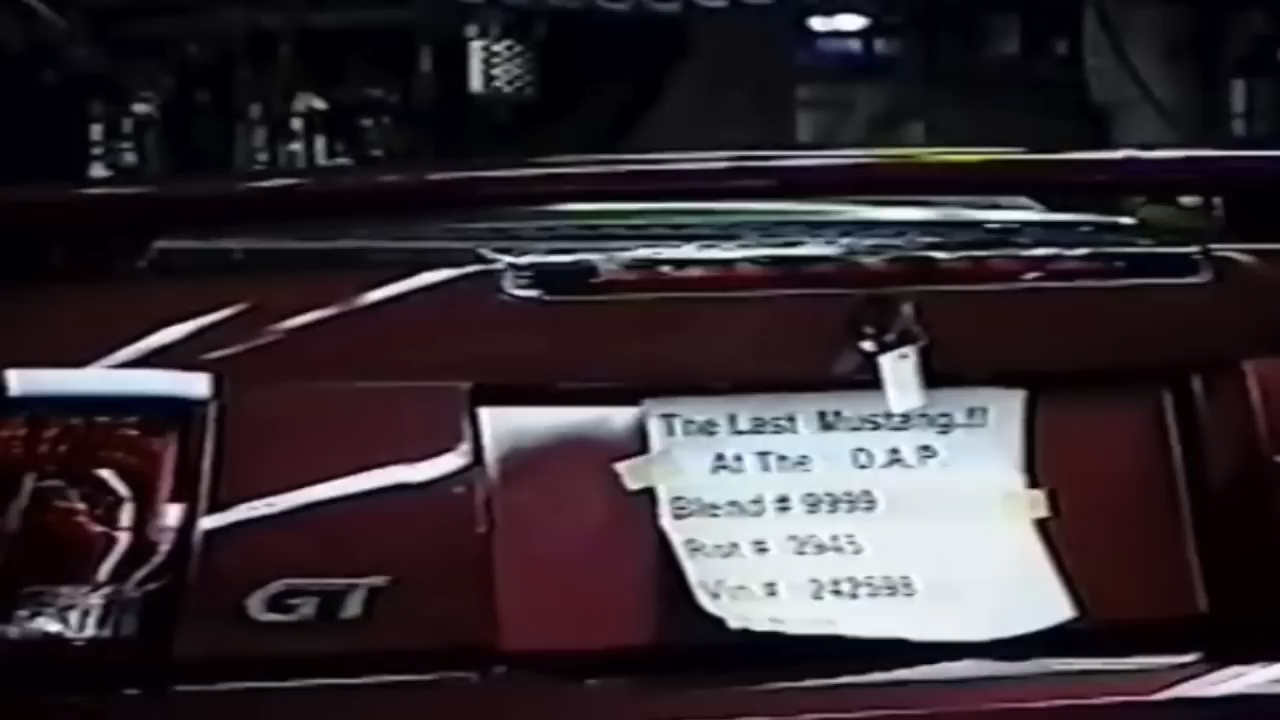 The Last Mustang.!!
At The D.A.P.
Blend # 9999
Rot # 2945
Vin # 242598
GT